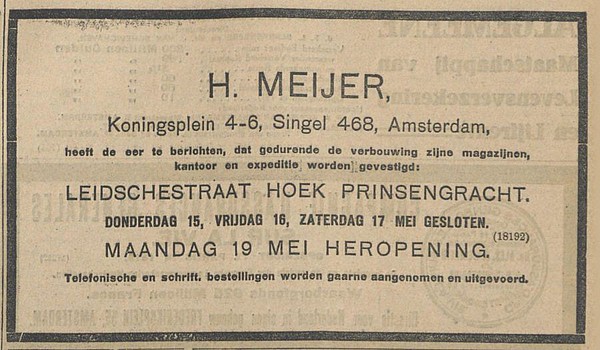 H. MEIJER,
Koningsplein 4-6, Singel 468, Amsterdam,
heeft de eer te berichten, dat gedurende de verbouwing zijne magazijnen,
kantoor en expeditie worden gevestigd:
LEIDSCHESTRAAT HOEK PRINSENGRACHT.
DONDERDAG 15, VRIJDAG 16, ZATERDAG 17 MEI GESLOTEN.
MAANDAG 19 MEI HEROPENING. (18192)
Telefonische en schrift. bestellingen worden gaarne aangenomen en uitgevoerd.